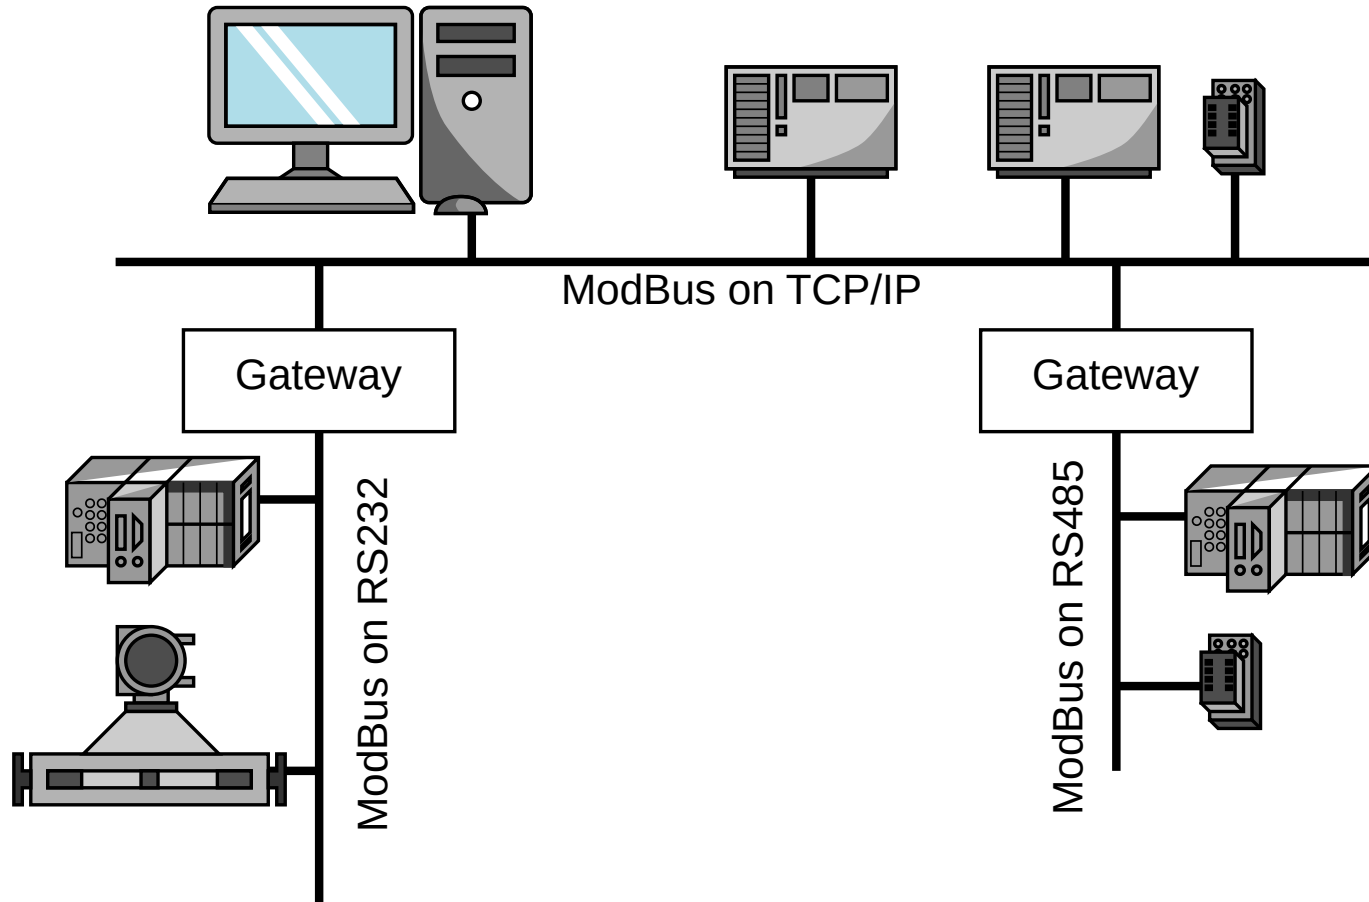 ModBus on TCP/IP
Gateway
Gateway
ModBus on RS232
ModBus on RS485